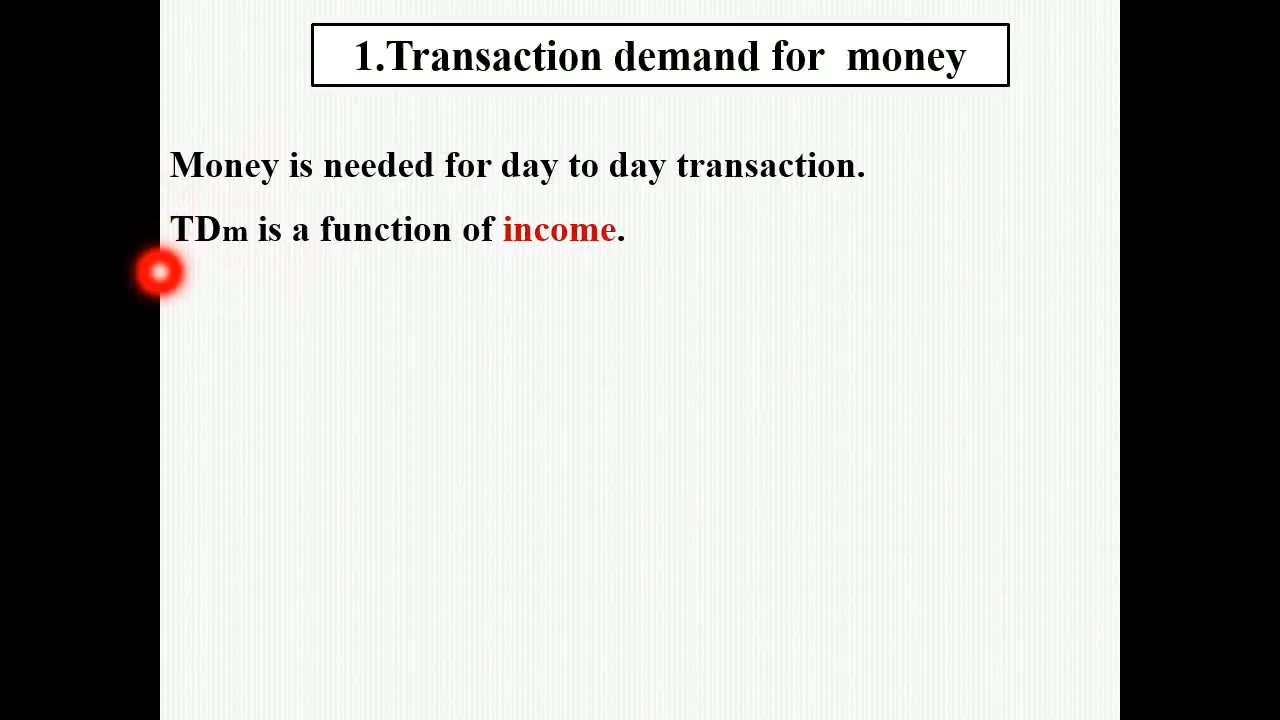 1.Transaction demand for money
Money is needed for day to day transaction.
TDm is a function of income.